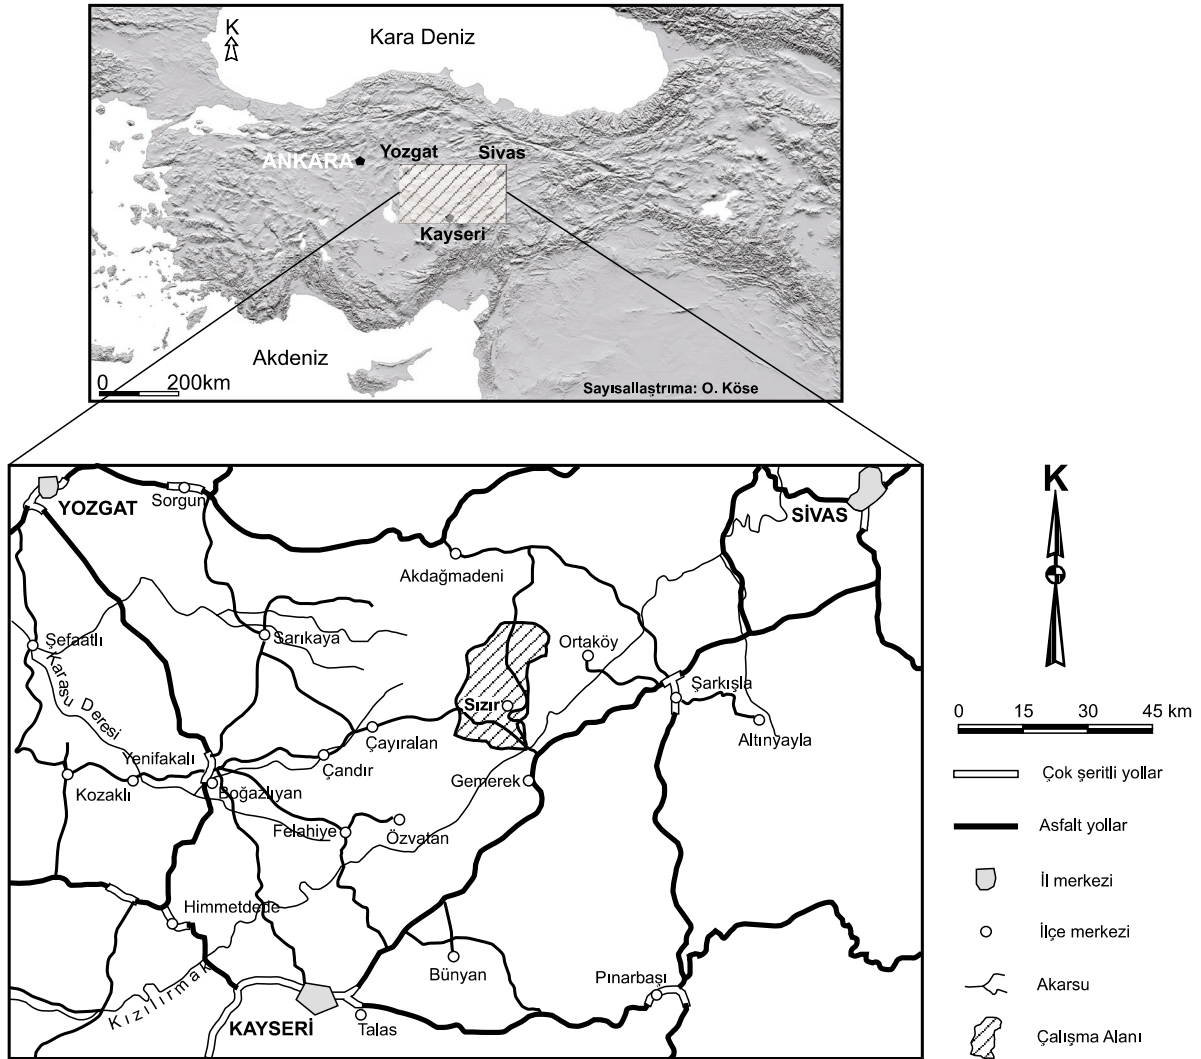 K
Kara Deniz
ANKARA
Yozgat
Sivas
Kayseri
Akdeniz
0 200km
Sayısallaştrıma: O. Köse
YOZGAT
Sorgun
SİVAS
Akdağmadeni
Şefaatlı
Sarıkaya
Ortaköy
Karasu Deresi
Sızır
Şarkışla
Çayıralan
Altınyayla
Yenifakalı
Çandır
Gemerek
Kozaklı
Boğazlıyan
Felahiye
Özvatan
Himmetdede
Bünyan
Pınarbaşı
Kızılırmak
KAYSERİ
Talas
K
0 15 30 45 km
Çok şeritli yollar
Asfalt yollar
İl merkezi
İlçe merkezi
Akarsu
Çalışma Alanı